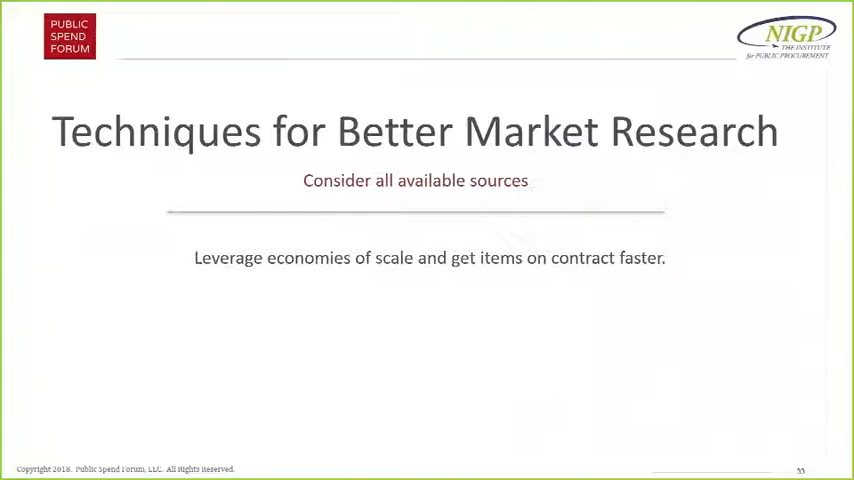 PUBLIC
SPEND
FORUM
NIGP
THE INSTITUTE
for PUBLIC PROCUREMENT
Techniques for Better Market Research
Consider all available sources
Leverage economies of scale and get items on contract faster.
Copyright 2018. Public Spend Forum, LLC. All Rights Reserved.